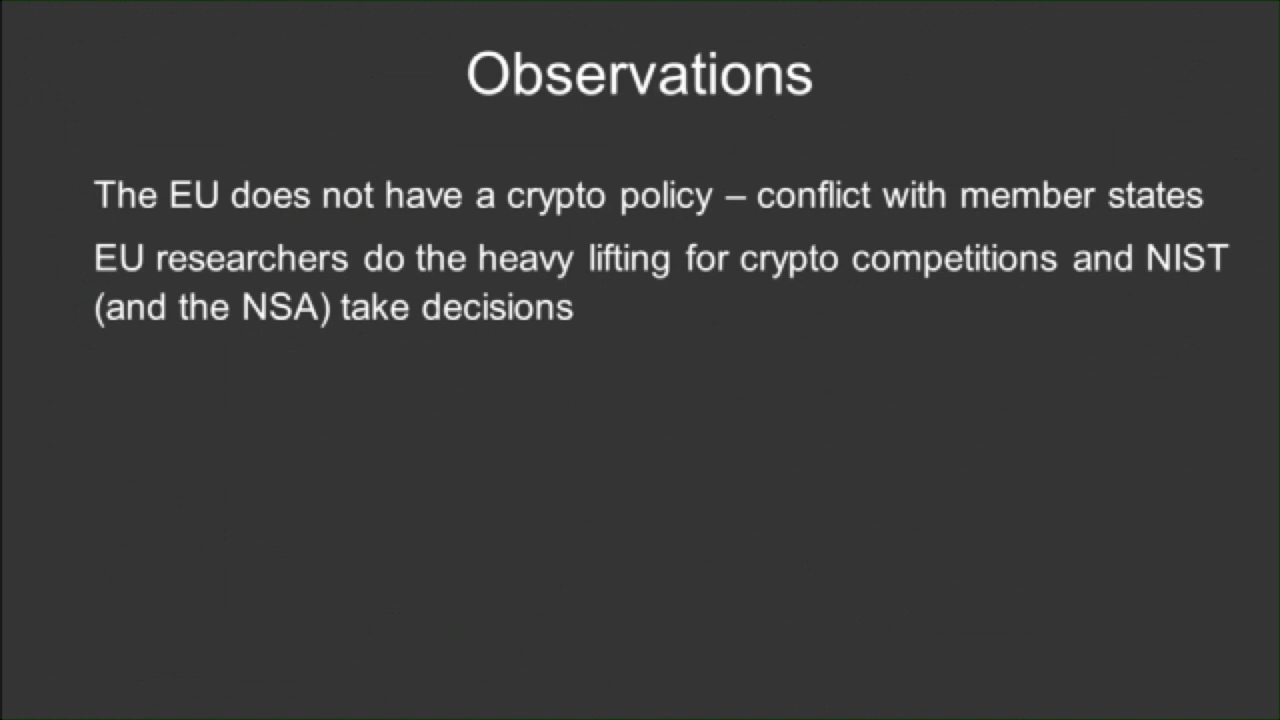 Observations
The EU does not have a crypto policy – conflict with member states
EU researchers do the heavy lifting for crypto competitions and NIST
(and the NSA) take decisions